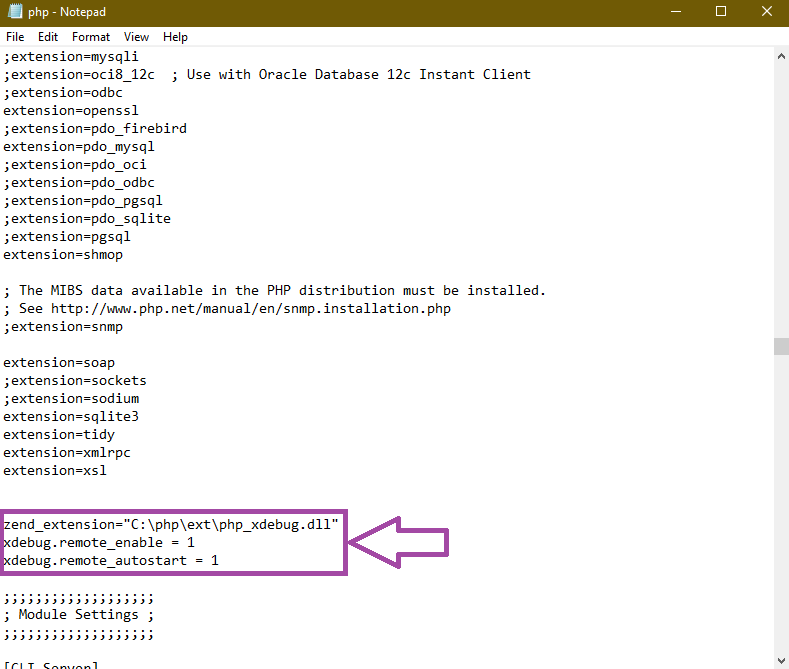 php - Notepad
File Edit Format View Help
;extension=mysqli
;extension=oci8_12c  ; Use with Oracle Database 12c Instant Client
;extension=odbc
extension=openssl
;extension=pdo_firebird
extension=pdo_mysql
;extension=pdo_oci
;extension=pdo_odbc
;extension=pdo_pgsql
;extension=pdo_sqlite
;extension=pgsql
extension=shmop
; The MIBS data available in the PHP distribution must be installed.
; See http://www.php.net/manual/en/snmp.installation.php
;extension=snmp
extension=soap
;extension=sockets
;extension=sodium
extension=sqlite3
extension=tidy
extension=xmlrpc
extension=xsl
zend_extension="C:\php\ext\php_xdebug.dll"
xdebug.remote_enable = 1
xdebug.remote_autostart = 1
;;;;;;;;;;;;;;;;;;;
; Module Settings ;
;;;;;;;;;;;;;;;;;;;
[CLI Server]